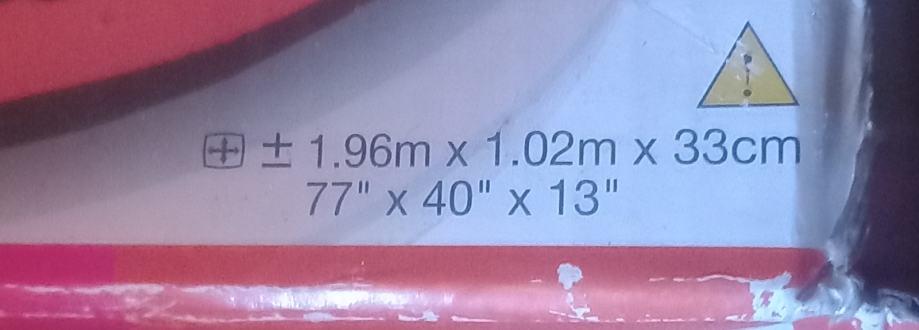 ± 1.96m x 1.02m x 33cm
77" x 40" x 13"